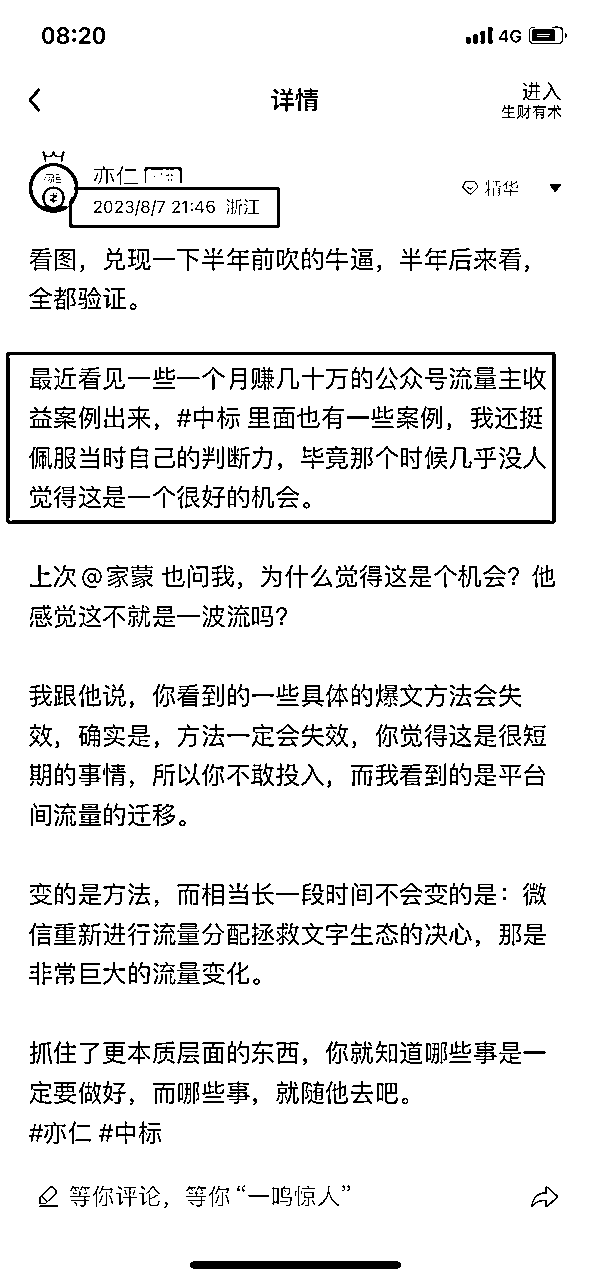 08:20
4G
详情
进入
生财有术
亦仁
2023/8/7 21:46 浙江
精华
看图，兑现一下半年前吹的牛逼，半年后来看，
全都验证。
最近看见一些一个月赚几十万的公众号流量主收
益案例出来，#中标 里面也有一些案例，我还挺
佩服当时自己的判断力，毕竟那个时候几乎没人
觉得这是一个很好的机会。
上次@家蒙 也问我，为什么觉得这是个机会？他
感觉这不就是一波流吗？
我跟他说，你看到的一些具体的爆文方法会失
效，确实是，方法一定会失效，你觉得这是很短
期的事情，所以你不敢投入，而我看到的是平台
间流量的迁移。
变的是方法，而相当长一段时间不会变的是：微
信重新进行流量分配拯救文字生态的决心，那是
非常巨大的流量变化。
抓住了更本质层面的东西，你就知道哪些事是一
定要做好，而哪些事，就随他去吧。
#亦仁 #中标
等你评论，等你“一鸣惊人”